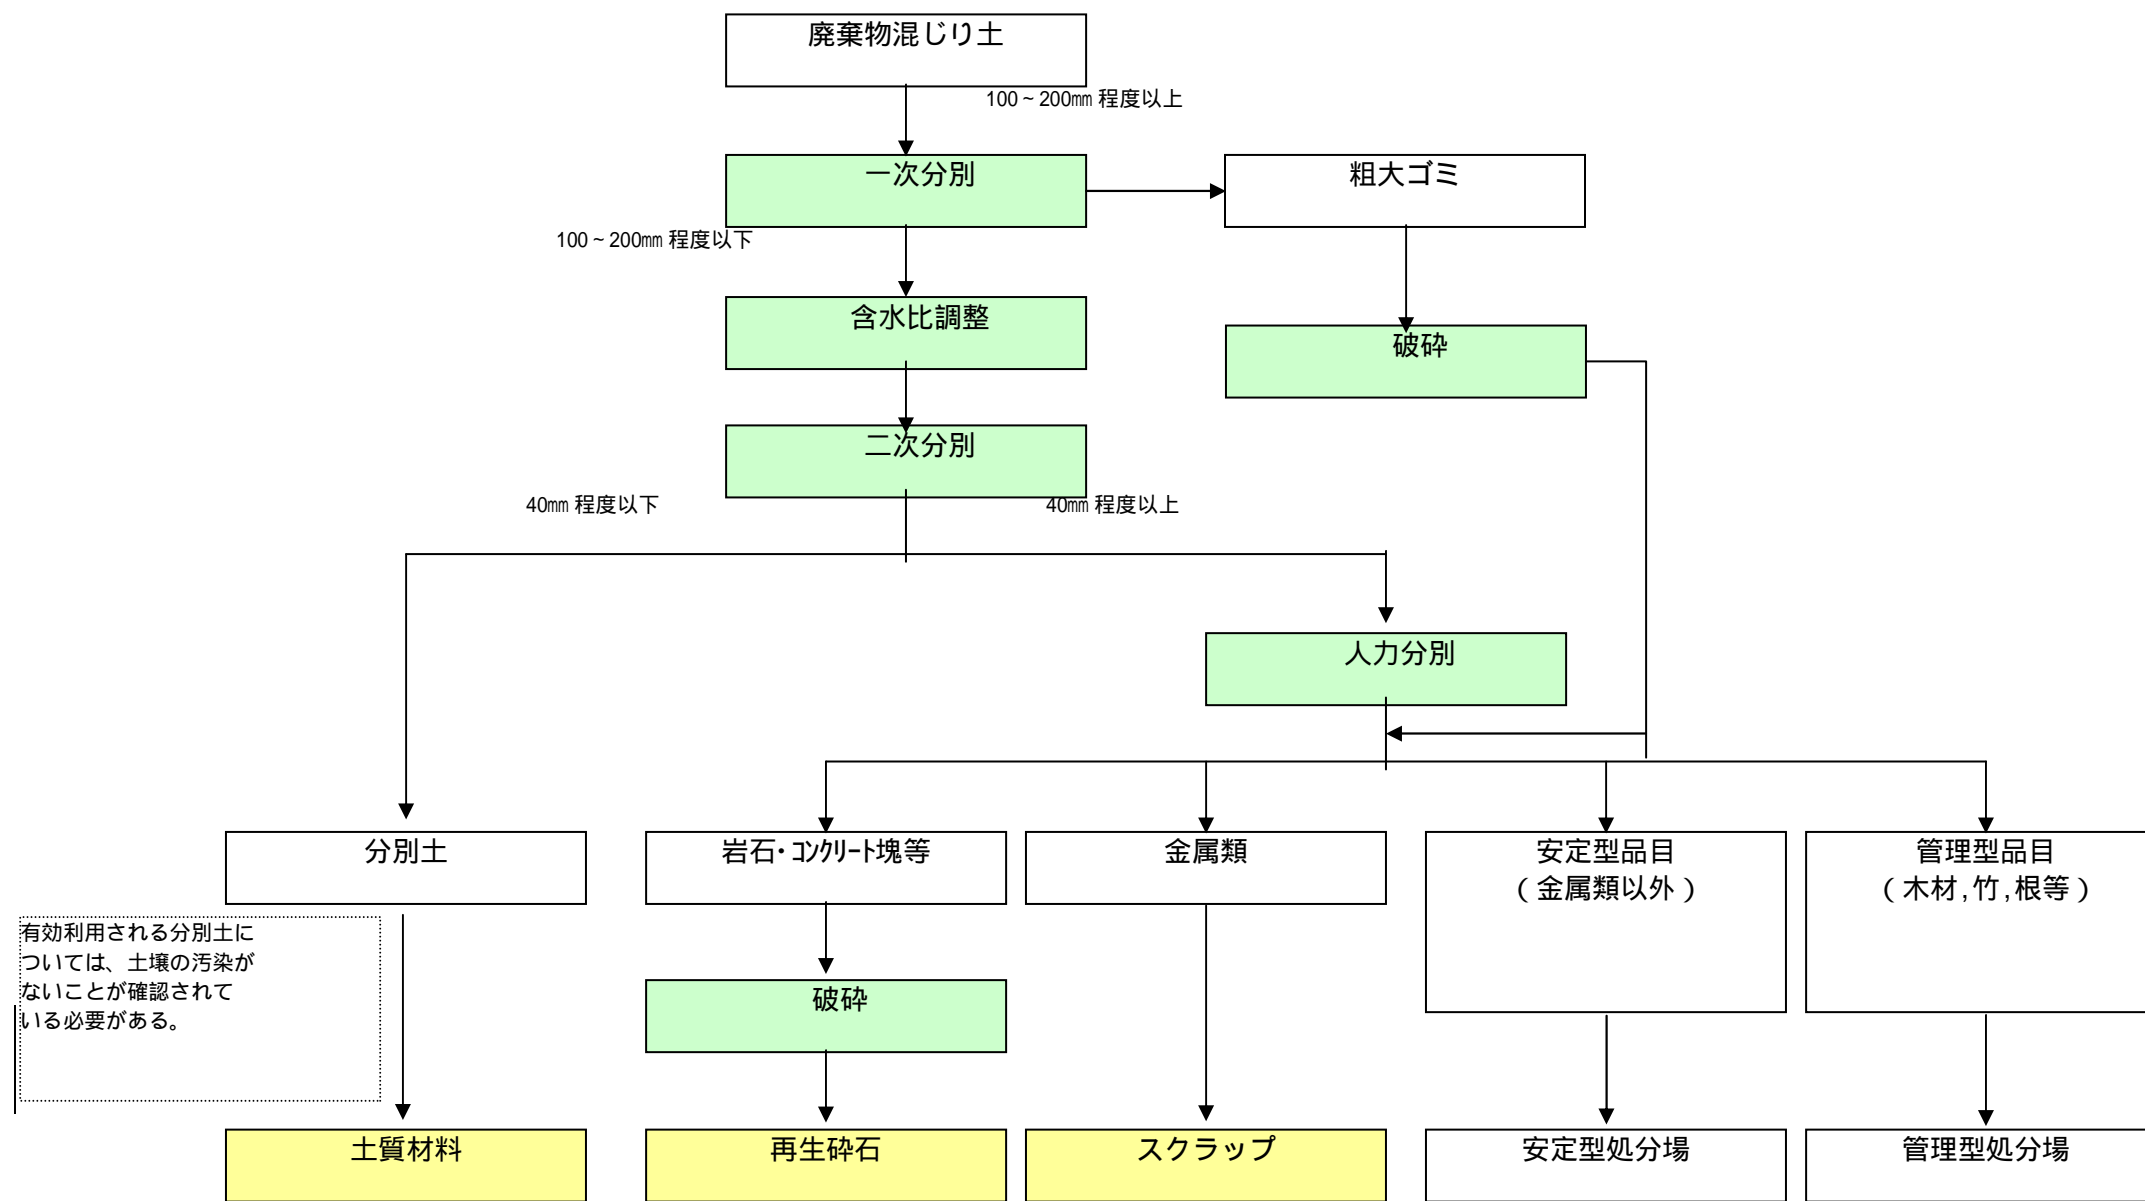 廃棄物混じり土
100~200㎜ 程度以上
一次分別
粗大ゴミ
100~200㎜ 程度以下
含水比調整
破砕
二次分別
40㎜ 程度以下
40㎜ 程度以上
人力分別
分別土
岩石・コンクリート塊等
金属類
安定型品目
(金属類以外)
管理型品目
(木材,竹,根等)
有効利用される分別土に
ついては、土壌の汚染が
ないことが確認されて
いる必要がある。
破砕
土質材料
再生砕石
スクラップ
安定型処分場
管理型処分場